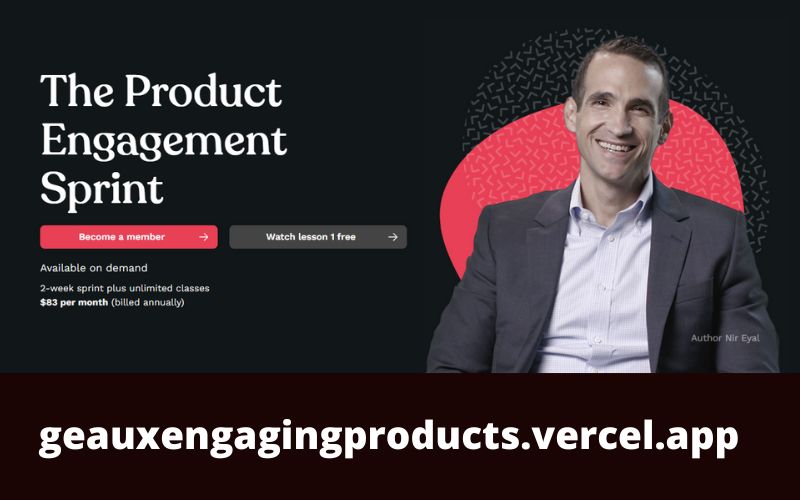 The Product
Engagement
Sprint
Become a member →
Watch lesson 1 free →
Available on demand
2-week sprint plus unlimited classes
$83 per month (billed annually)
Author Nir Eyal
geauxengagingproducts.vercel.app